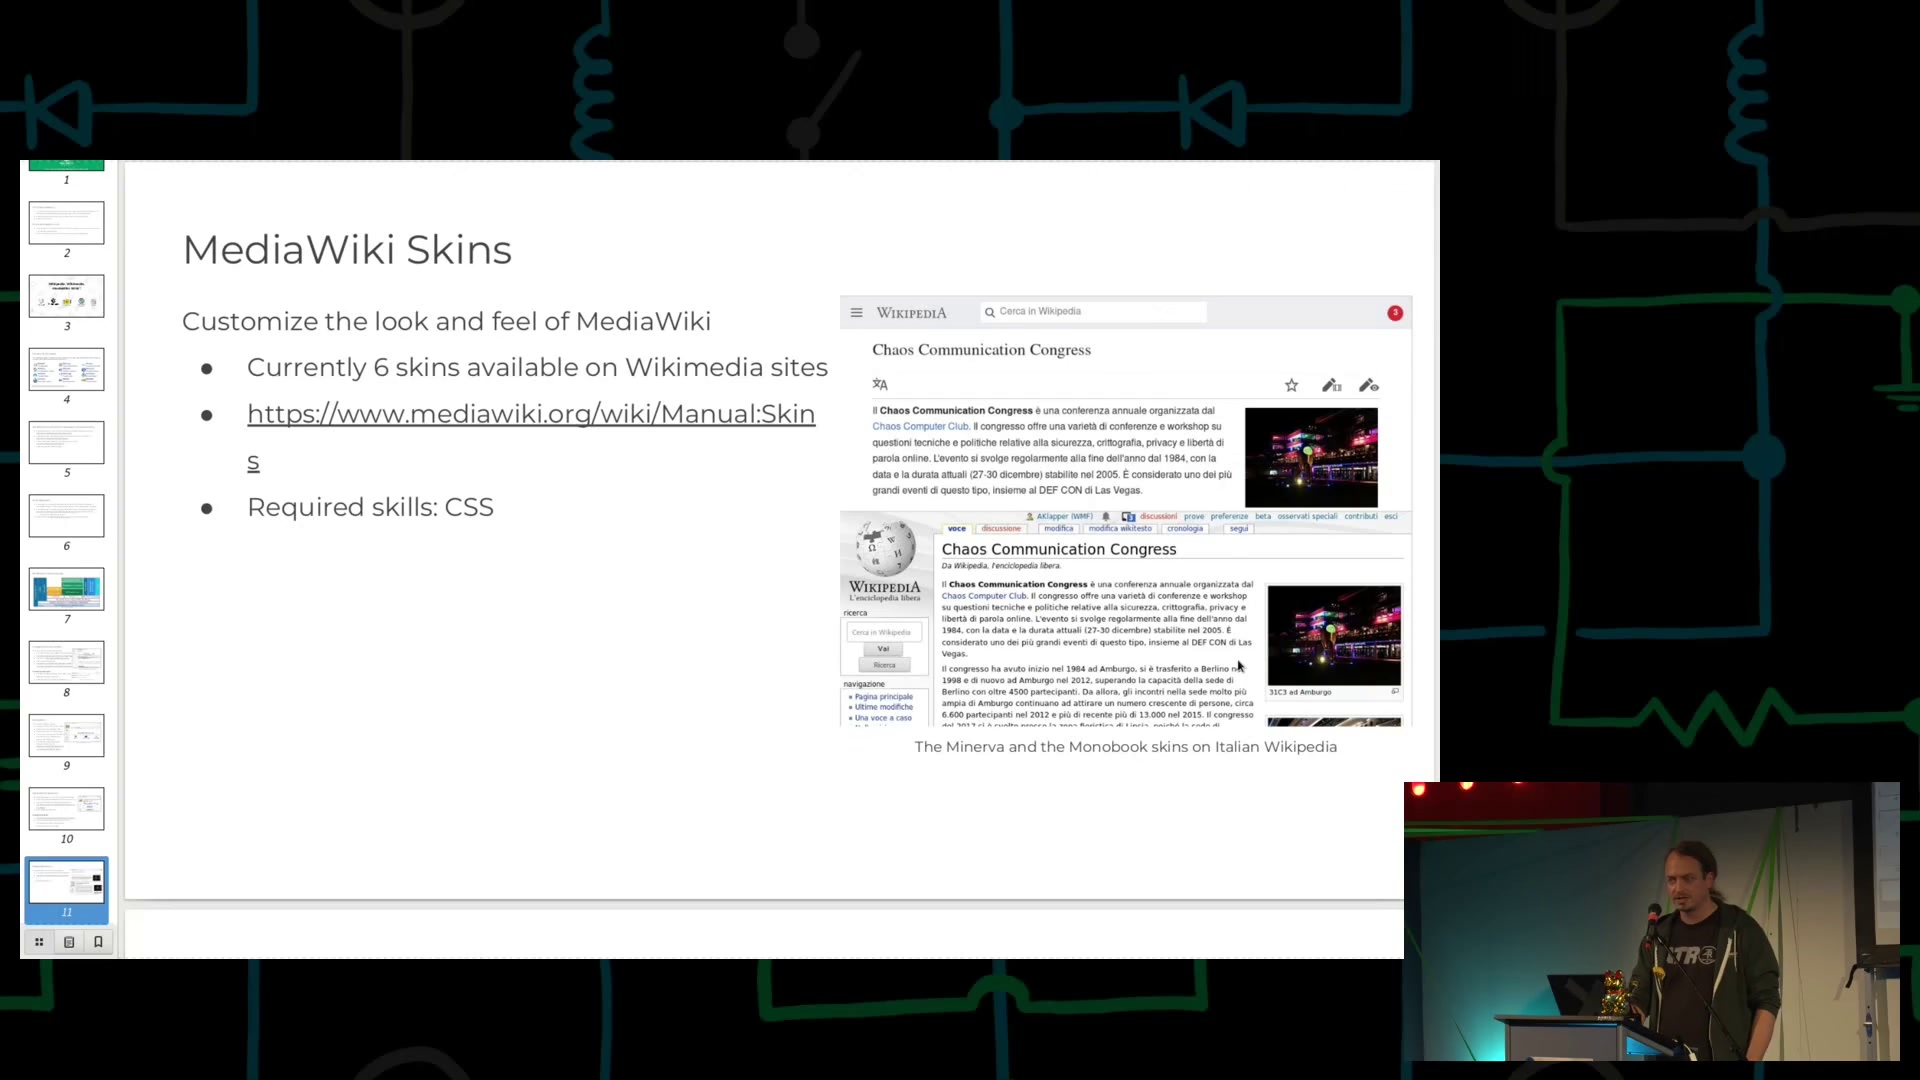 1
2
3
4
5
6
7
8
9
10
11
MediaWiki Skins
Customize the look and feel of MediaWiki
● Currently 6 skins available on Wikimedia sites
● https://www.mediawiki.org/wiki/Manual:Skin
s
● Required skills: CSS
WIKIPEDIA
Cerca in Wikipedia
3
Chaos Communication Congress
Il Chaos Communication Congress è una conferenza annuale organizzata dal
Chaos Computer Club. Il congresso offre una varietà di conferenze e workshop su
questioni tecniche e politiche relative alla sicurezza, crittografia, privacy e libertà di
parola online. L'evento si svolge regolarmente alla fine dell'anno dal 1984, con la
data e la durata attuali (27-30 dicembre) stabilite nel 2005. È considerato uno dei più
grandi eventi di questo tipo, insieme al DEF CON di Las Vegas.
AKlapper (WMF) discussioni prove preferenze beta osservati speciali contributi esci
voce discussione modifica modifica wikitesto cronologia segui
WIKIPEDIA
L'enciclopedia libera
ricerca
Cerca in Wikipedia
Vai
Ricerca
navigazione
Pagina principale
Ultime modifiche
Una voce a caso
Chaos Communication Congress
Da Wikipedia, l'enciclopedia libera.
Il Chaos Communication Congress è una conferenza annuale organizzata dal
Chaos Computer Club. Il congresso offre una varietà di conferenze e workshop
su questioni tecniche e politiche relative alla sicurezza, crittografia, privacy e
libertà di parola online. L'evento si svolge regolarmente alla fine dell'anno dal
1984, con la data e la durata attuali (27-30 dicembre) stabilite nel 2005. È
considerato uno dei più grandi eventi di questo tipo, insieme al DEF CON di Las
Vegas.
Il congresso ha avuto inizio nel 1984 ad Amburgo, si è trasferito a Berlino
1998 e di nuovo ad Amburgo nel 2012, superando la capacità della sede di
Berlino con oltre 4500 partecipanti. Da allora, gli incontri nella sede molto più
ampia di Amburgo continuano ad attirare un numero crescente di persone, circa
6.600 partecipanti nel 2012 e più di recente più di 13.000 nel 2015. Il congresso
31C3 ad Amburgo
The Minerva and the Monobook skins on Italian Wikipedia